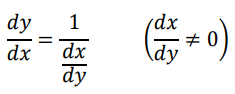 dy/dx = 1/(dx/dy) (dx/dy ≠ 0)